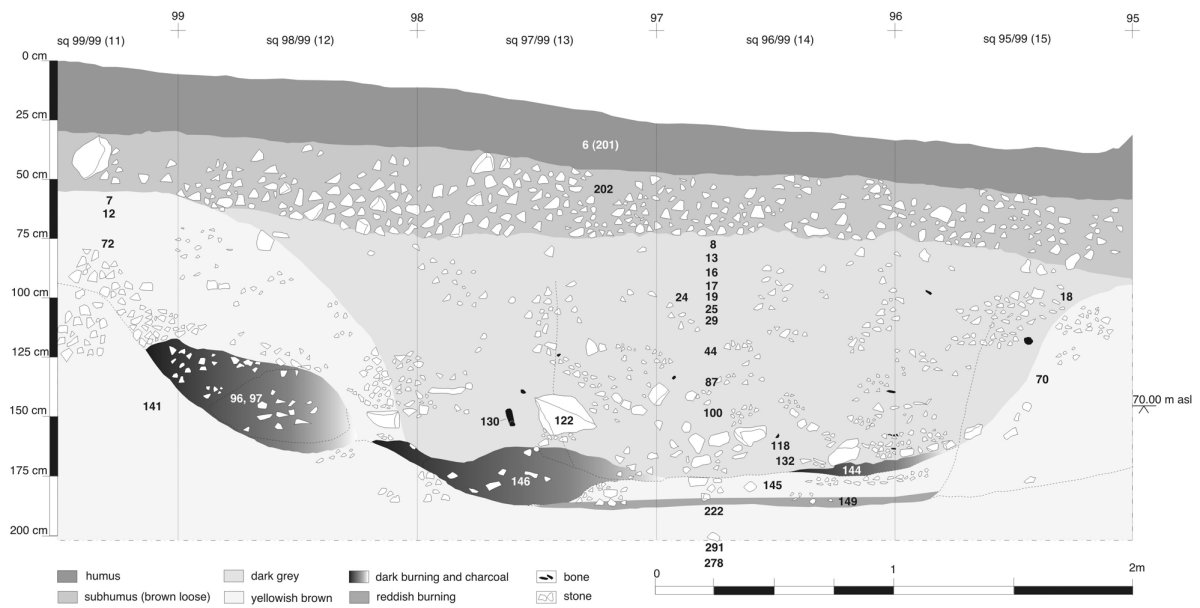 99 98 97 96 95
sq 99/99 (11) sq 98/99 (12) sq 97/99 (13) sq 96/99 (14) sq 95/99 (15)
0 cm
25 cm
6 (201)
50 cm
202
7
12
75 cm
72
8
13
16
17
100 cm
24
19
18
25
29
125 cm
44
87
70
96, 97
141
150 cm
100
70.00 m asl
130
122
118
132
144
175 cm
146
145
149
222
200 cm
291
278
humus
dark grey
dark burning and charcoal
bone
subhumus (brown loose)
yellowish brown
reddish burning
stone
0 1 2m